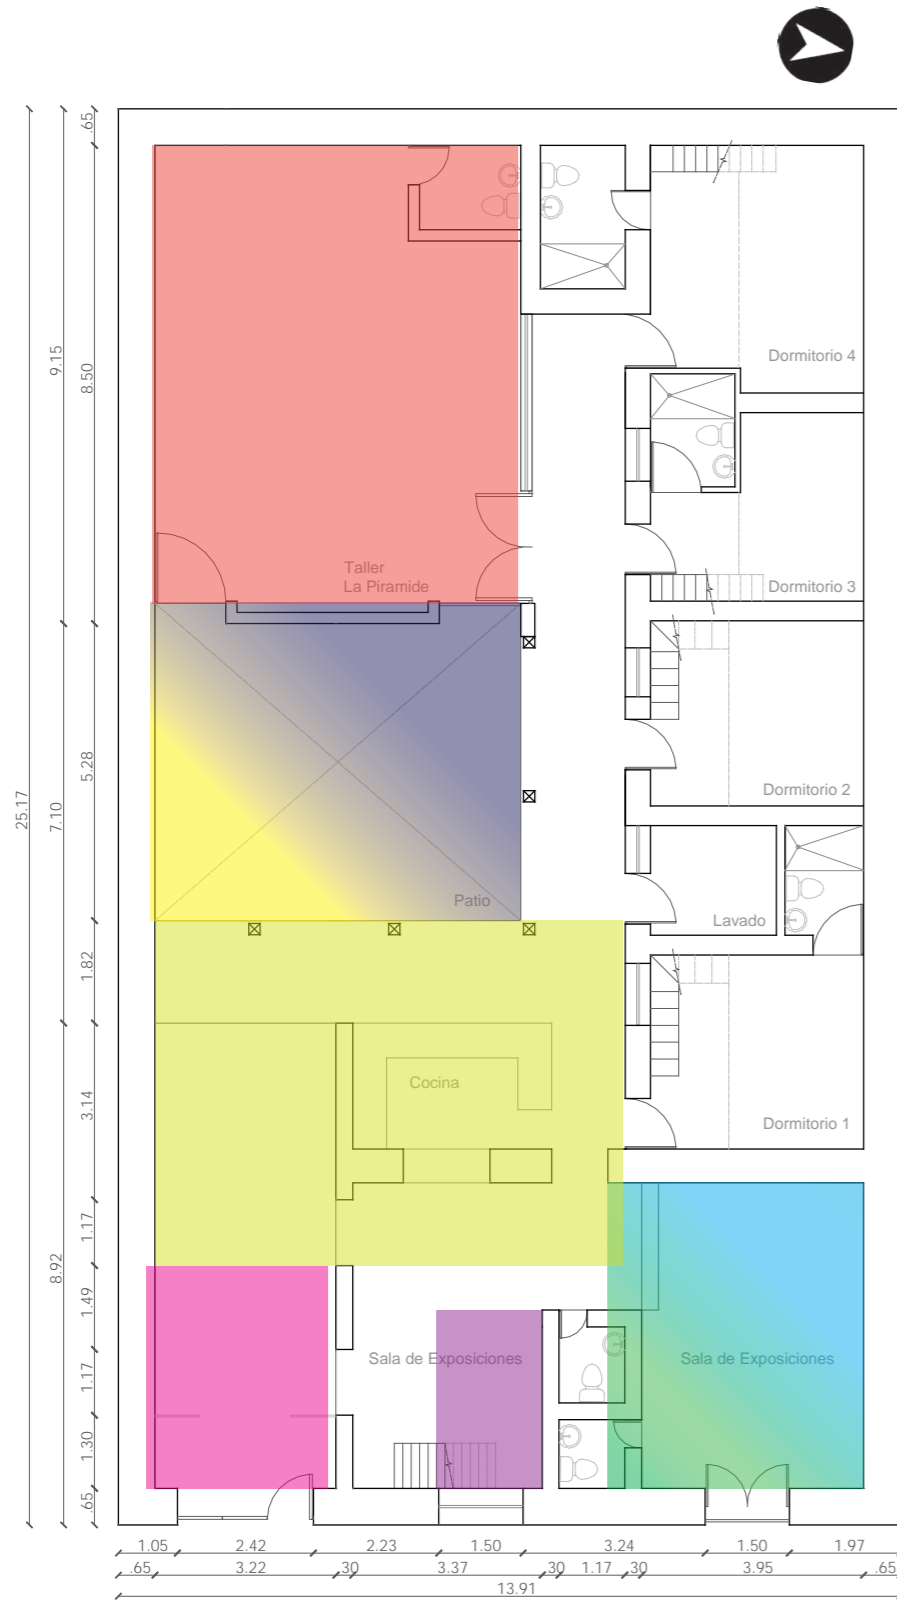 .65
9.15
8.50
Dormitorio 4
Taller
La Piramide
Dormitorio 3
25.17
7.10
5.28
Dormitorio 2
Patio
Lavado
1.82
Cocina
3.14
Dormitorio 1
1.17
8.92
1.49
1.17
Sala de Exposiciones
Sala de Exposiciones
1.30
.65
1.05 2.42 2.23 1.50 3.24 1.50 1.97
.65 3.22 .30 3.37 .30 1.17 .30 3.95 .65
13.91